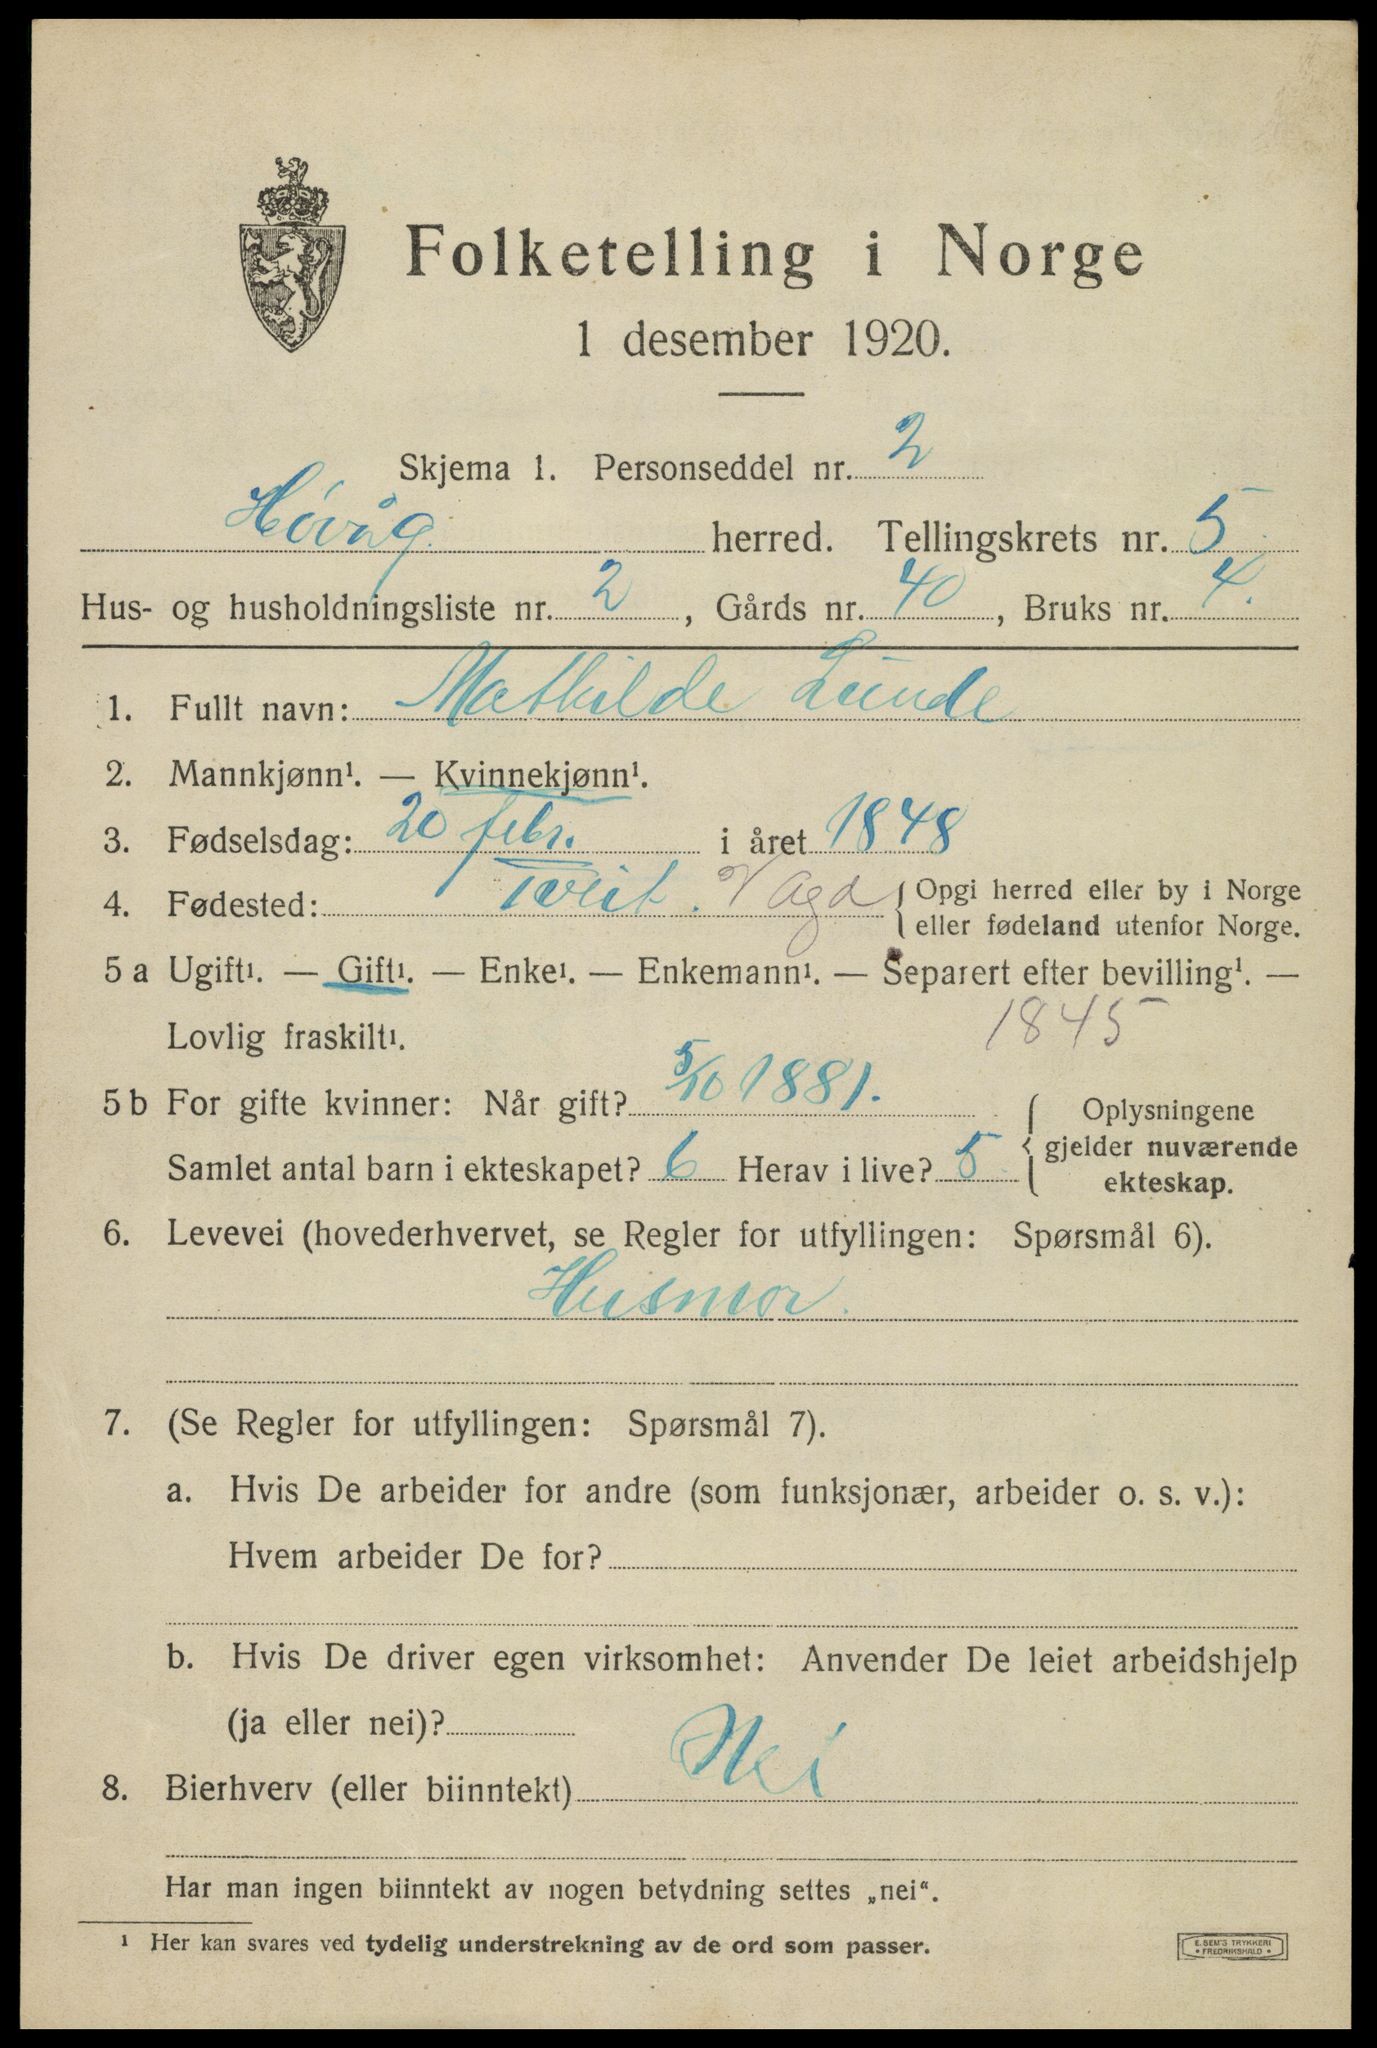 Folketelling i Norge
1 desember 1920.
Skjema 1. Personseddel nr. 2
Høvåg herred. Tellingskrets nr. 5
Hus- og husholdningsliste nr. 2, Gårds nr. 40, Bruks nr. 4.
1. Fullt navn: Mathilde Lunde
2. Mannkjønn¹. — Kvinnekjønn¹.
3. Fødselsdag: 20 febr. i året 1848
4. Fødested: Tveit. V Agd { Opgi herred eller by i Norge
eller fødeland utenfor Norge.
5 a Ugift¹. — Gift¹. — Enke¹. — Enkemann¹. — Separert efter bevilling¹. —
Lovlig fraskilt¹. 1845
5 b For gifte kvinner: Når gift? 5/10 1881. { Oplysningene
gjelder nuværende
ekteskap.
Samlet antal barn i ekteskapet? 6 Herav i live? 5
6. Levevei (hovederhvervet, se Regler for utfyllingen: Spørsmål 6).
Husmor.
7. (Se Regler for utfyllingen: Spørsmål 7).
a. Hvis De arbeider for andre (som funksjonær, arbeider o. s. v.):
Hvem arbeider De for?
b. Hvis De driver egen virksomhet: Anvender De leiet arbeidshjelp
(ja eller nei)?
8. Bierhverv (eller biinntekt) Nei
Har man ingen biinntekt av nogen betydning settes „nei“.
¹ Her kan svares ved tydelig understrekning av de ord som passer.
E. SEM'S TRYKKERI
• FREDRIKSHALD •